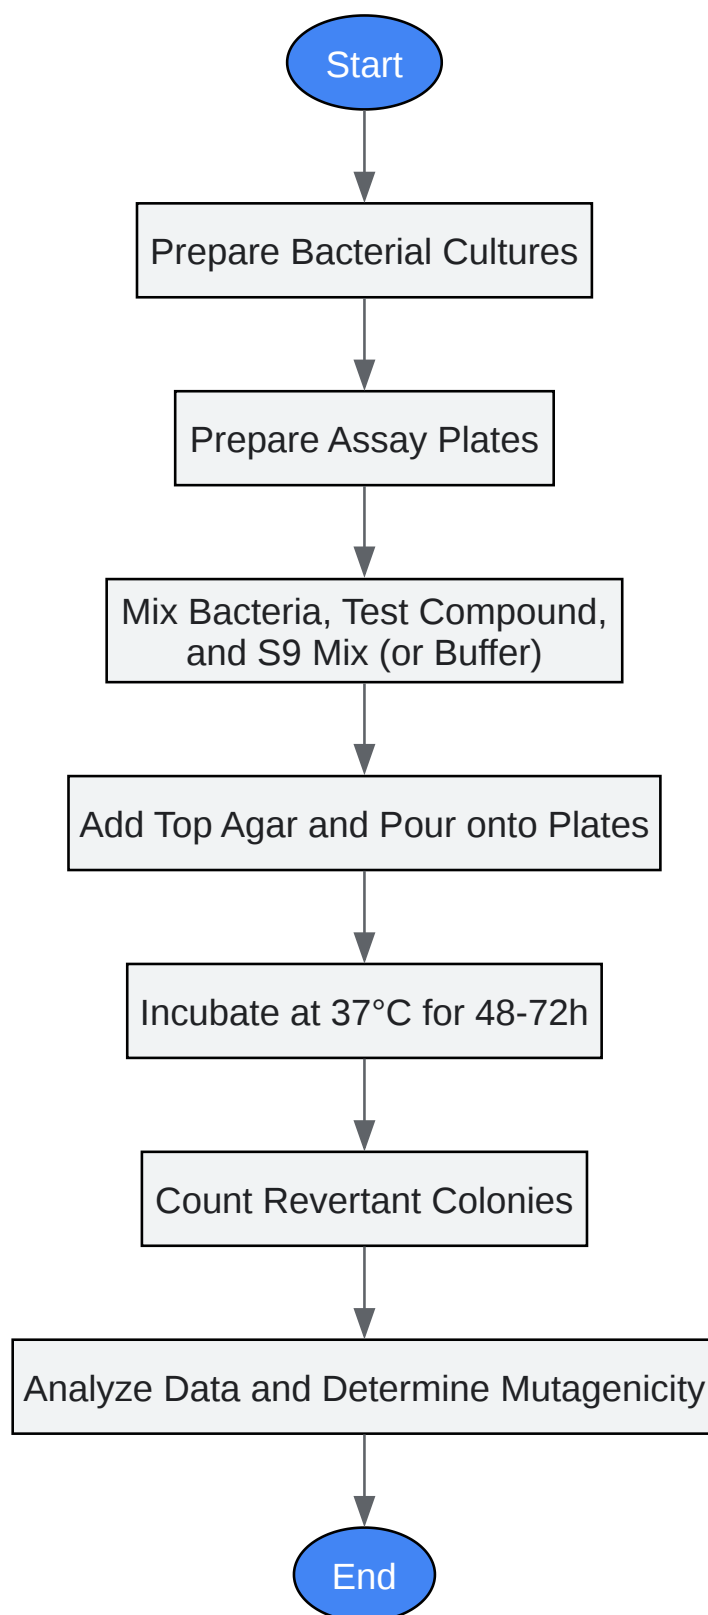 Start
Prepare Bacterial Cultures
Prepare Assay Plates
Mix Bacteria, Test Compound,
and S9 Mix (or Buffer)
Add Top Agar and Pour onto Plates
Incubate at 37°C for 48-72h
Count Revertant Colonies
Analyze Data and Determine Mutagenicity
End